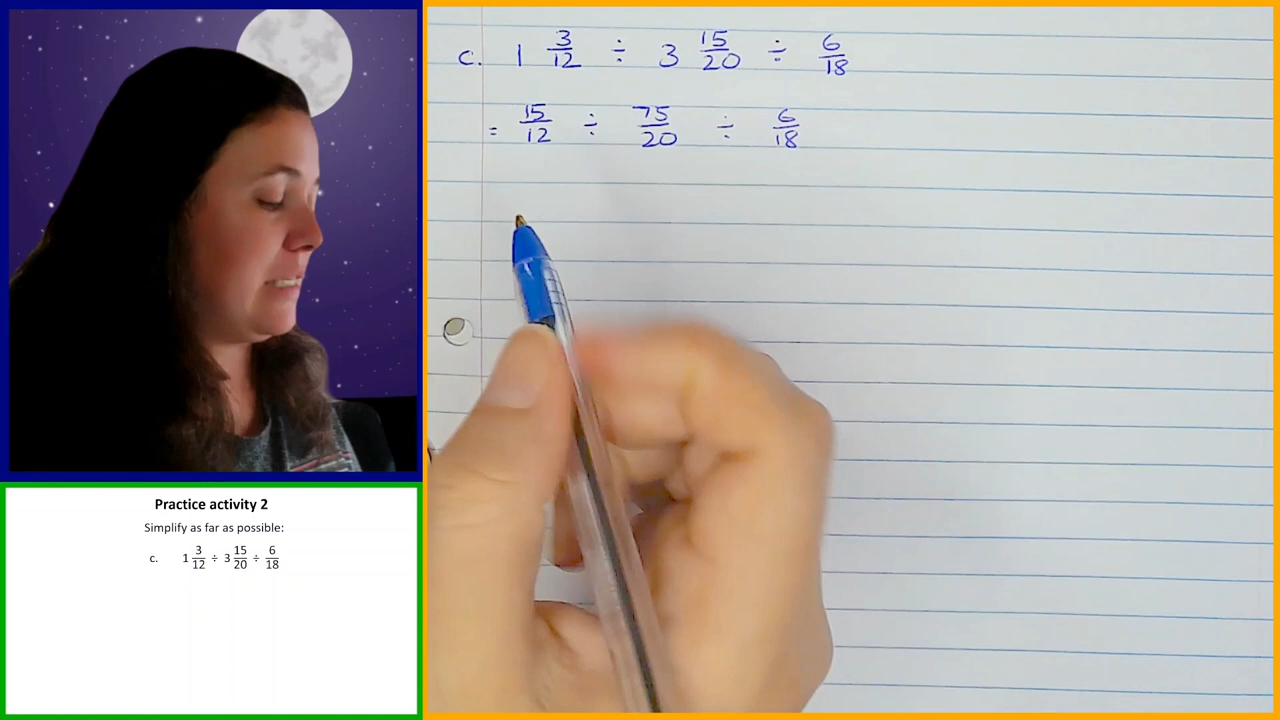 c. 1 3/12 ÷ 3 15/20 ÷ 6/18
= 15/12 ÷ 75/20 ÷ 6/18
Practice activity 2
Simplify as far as possible:
c. 1 3/12 ÷ 3 15/20 ÷ 6/18